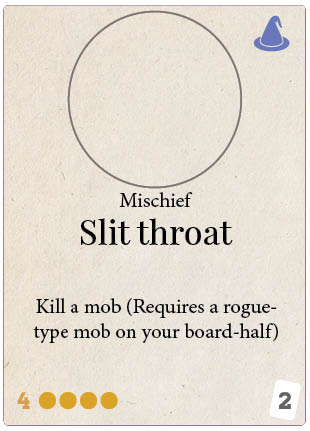 Mischief
Slit throat
Kill a mob (Requires a rogue-
type mob on your board-half)
4
2